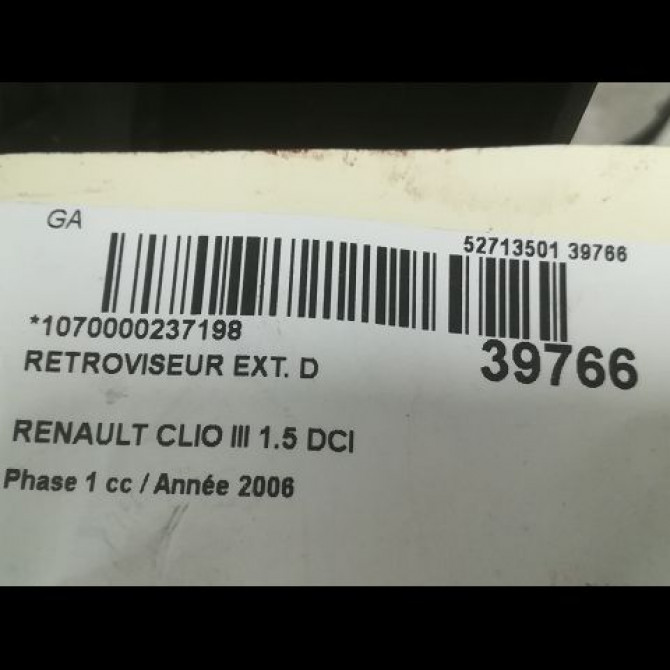 GA
52713501 39766
*1070000237198
39766
RETROVISEUR EXT. D
RENAULT CLIO III 1.5 DCI
Phase 1 cc / Année 2006